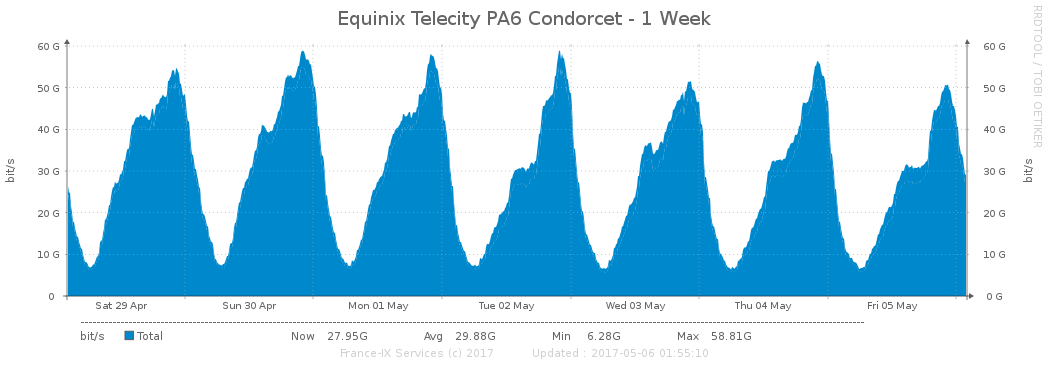 Equinix Telecity PA6 Condorcet - 1 Week
RRDTOOL / TOBI OETIKER
60 G 60 G
50 G 50 G
40 G 40 G
30 G 30 G
20 G 20 G
10 G 10 G
0 0 G
bit/s bit/s
Sat 29 Apr Sun 30 Apr Mon 01 May Tue 02 May Wed 03 May Thu 04 May Fri 05 May
bit/s Total Now 27.95G Avg 29.88G Min 6.28G Max 58.81G
France-IX Services (c) 2017 Updated : 2017-05-06 01:55:10